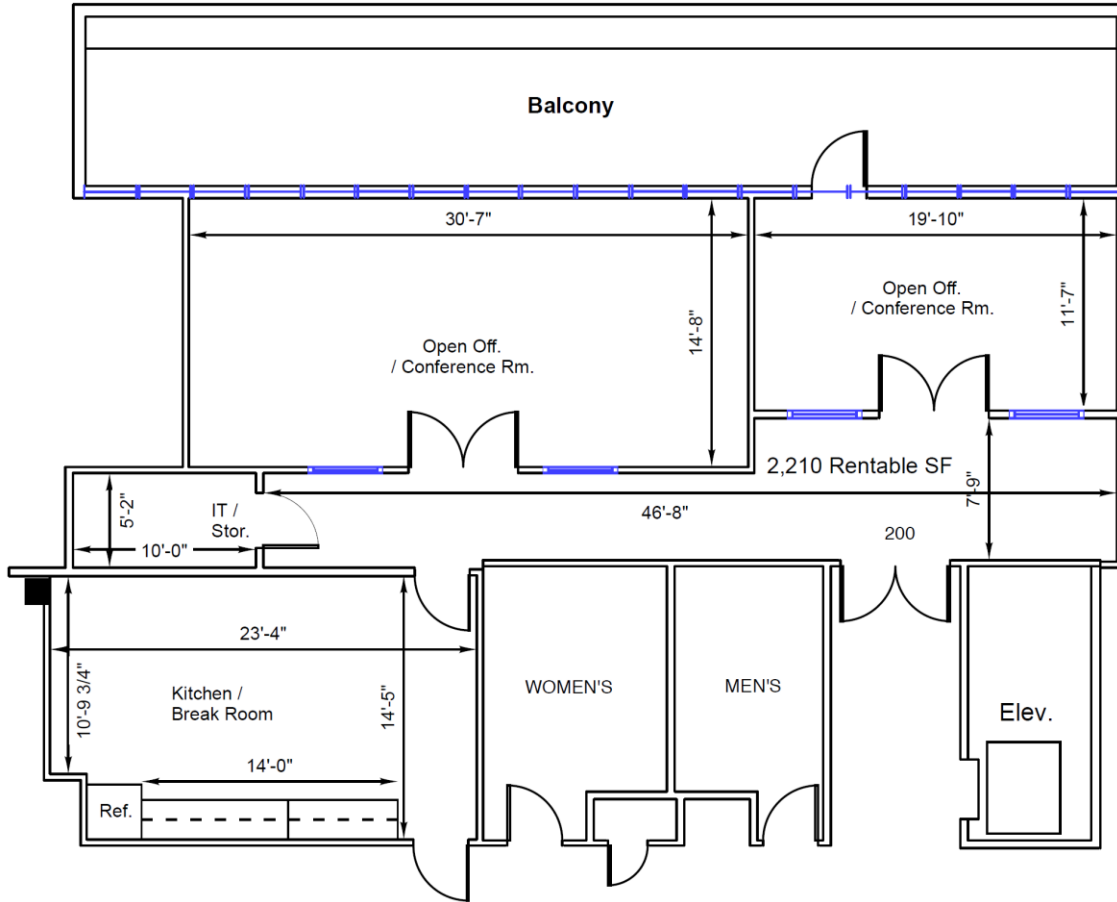 Balcony
30'-7"
19'-10"
14'-8"
11'-7"
Open Off.
/ Conference Rm.
Open Off.
/ Conference Rm.
2,210 Rentable SF
5'-2"
IT /
Stor.
10'-0"
46'-8"
7'-9"
200
23'-4"
10'-9 3/4"
14'-5"
Kitchen /
Break Room
WOMEN'S
MEN'S
Elev.
14'-0"
Ref.